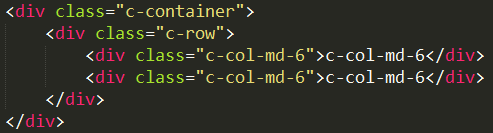 <div class="c-container">
    <div class="c-row">
        <div class="c-col-md-6">c-col-md-6</div>
        <div class="c-col-md-6">c-col-md-6</div>
    </div>
</div>